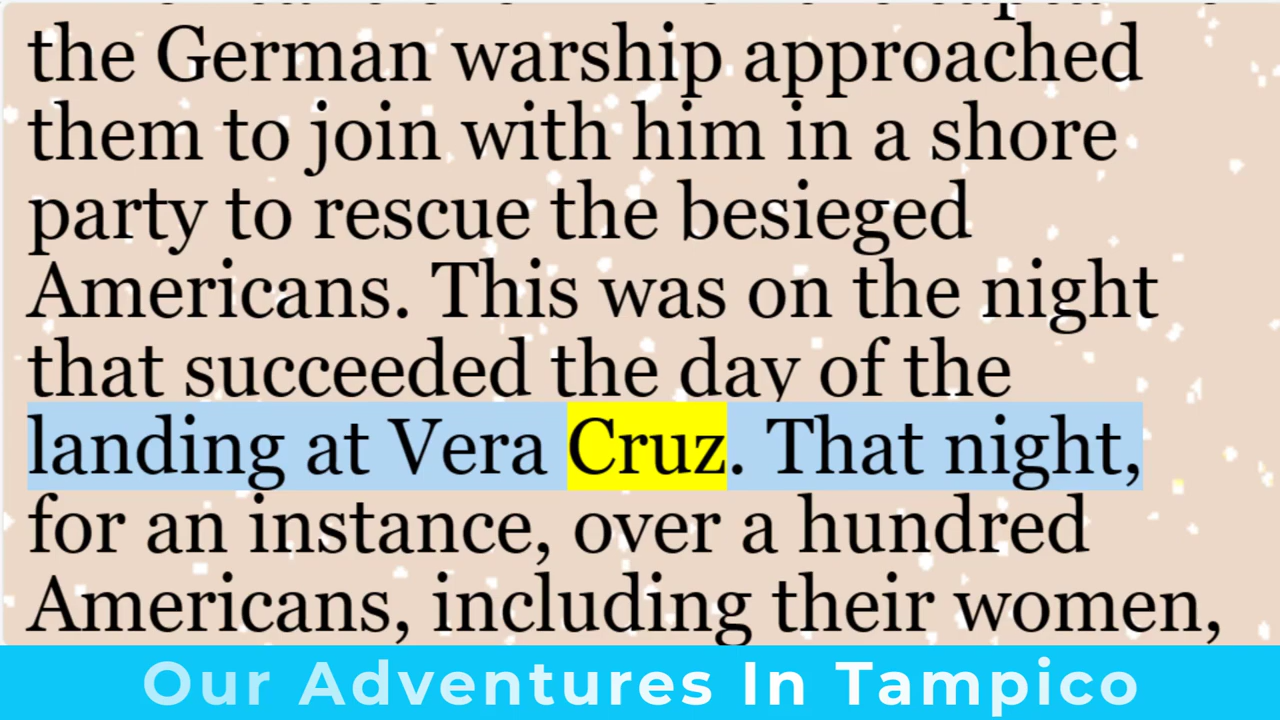 the German warship approached
them to join with him in a shore
party to rescue the besieged
Americans. This was on the night
that succeeded the day of the
landing at Vera Cruz. That night,
for an instance, over a hundred
Americans, including their women,
Our Adventures In Tampico